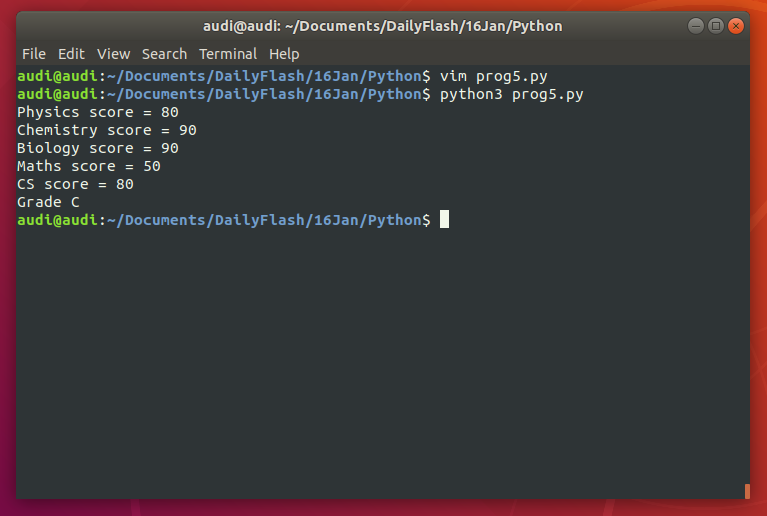 audi@audi: ~/Documents/DailyFlash/16Jan/Python
File Edit View Search Terminal Help
audi@audi:~/Documents/DailyFlash/16Jan/Python$ vim prog5.py
audi@audi:~/Documents/DailyFlash/16Jan/Python$ python3 prog5.py
Physics score = 80
Chemistry score = 90
Biology score = 90
Maths score = 50
CS score = 80
Grade C
audi@audi:~/Documents/DailyFlash/16Jan/Python$